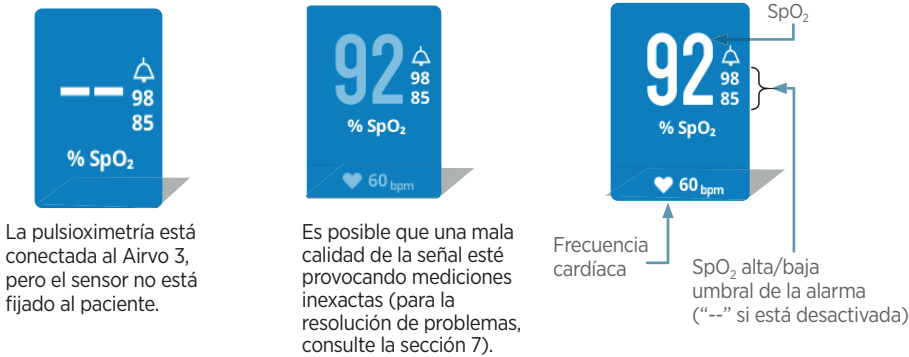 --
98
85
% SpO₂
La pulsioximetría está
conectada al Airvo 3,
pero el sensor no está
fijado al paciente.
92
98
85
% SpO₂
60 bpm
Es posible que una mala
calidad de la señal esté
provocando mediciones
inexactas (para la
resolución de problemas,
consulte la sección 7).
SpO₂
92
98
85
% SpO₂
60 bpm
Frecuencia
cardíaca
SpO₂ alta/baja
umbral de la alarma
(“--” si está desactivada)